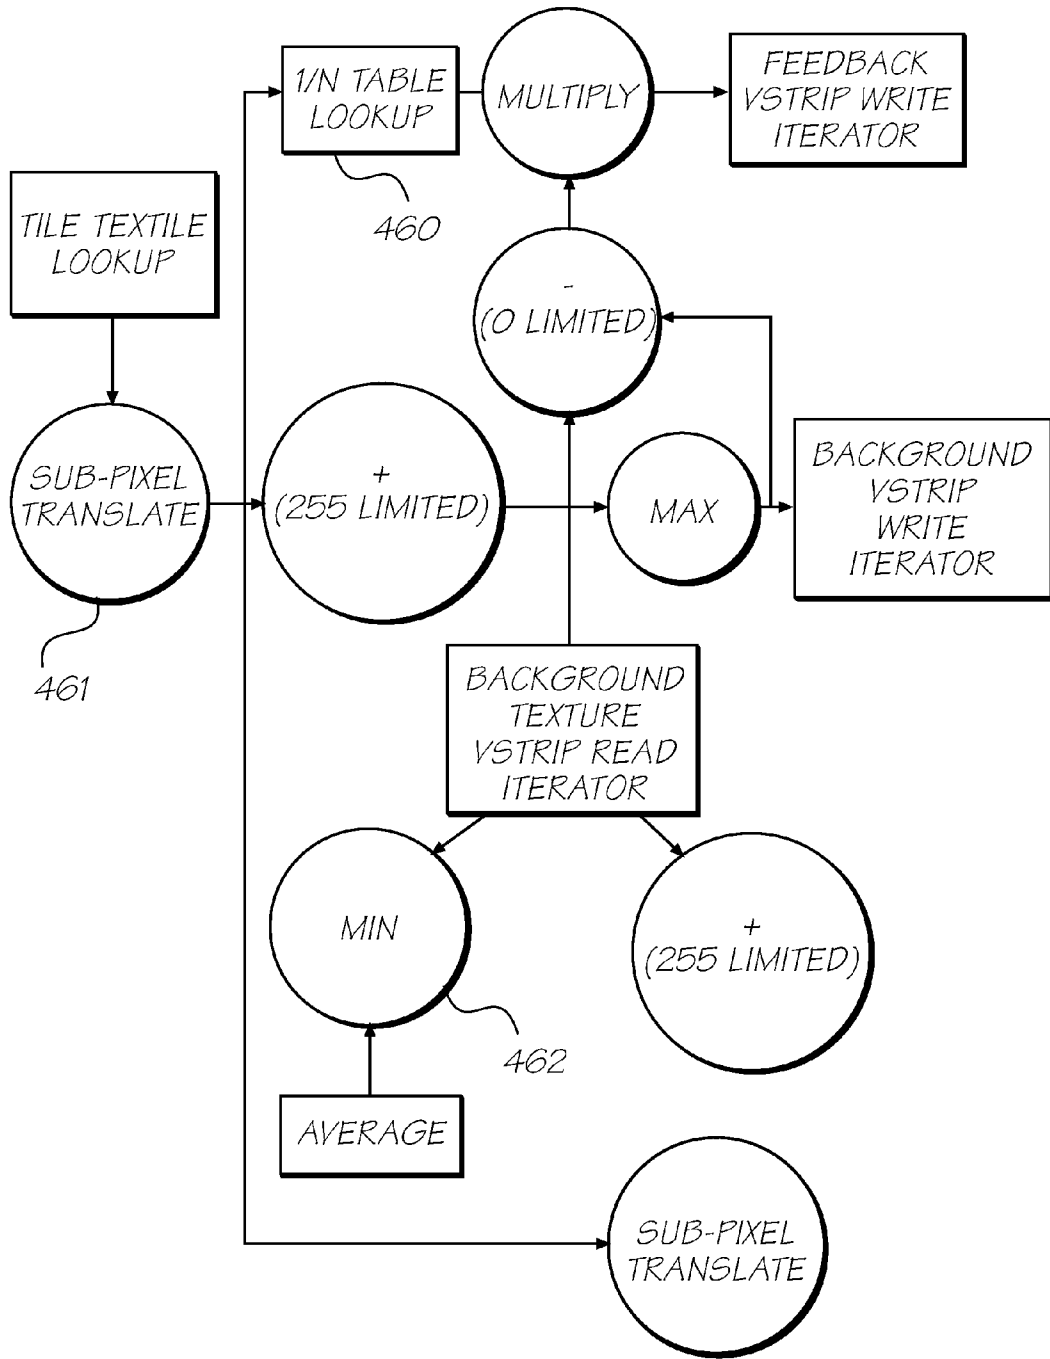 1/N TABLE
LOOKUP
MULTIPLY
FEEDBACK
VSTRIP WRITE
ITERATOR
460
TILE TEXTILE
LOOKUP
-
(0 LIMITED)
SUB-PIXEL
TRANSLATE
461
+
(255 LIMITED)
MAX
BACKGROUND
VSTRIP
WRITE
ITERATOR
BACKGROUND
TEXTURE
VSTRIP READ
ITERATOR
MIN
462
+
(255 LIMITED)
AVERAGE
SUB-PIXEL
TRANSLATE